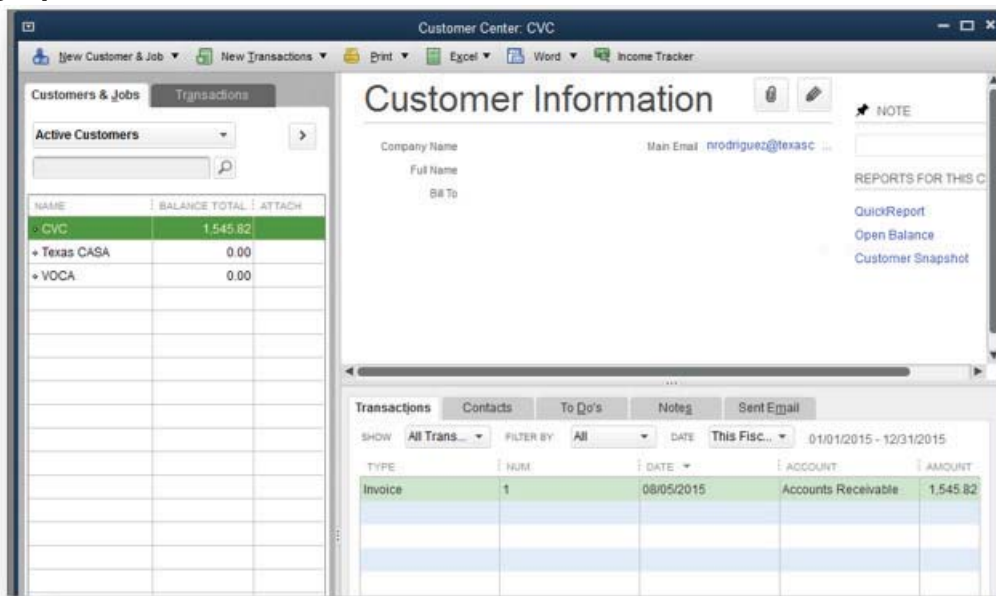 Customer Center: CVC
New Customer & Job New Transactions Print Excel Word Income Tracker
Customers & Jobs Transactions
Active Customers
NAME BALANCE TOTAL ATTACH
CVC 1,545.82
Texas CASA 0.00
VOCA 0.00
Customer Information
Company Name
Full Name
Bill To
Main Email nrodriguez@texasc ...
NOTE
REPORTS FOR THIS C
QuickReport
Open Balance
Customer Snapshot
Transactions Contacts To Do's Notes Sent Email
SHOW All Trans... FILTER BY All DATE This Fisc... 01/01/2015 - 12/31/2015
TYPE NUM DATE ACCOUNT AMOUNT
Invoice 1 08/05/2015 Accounts Receivable 1,545.82